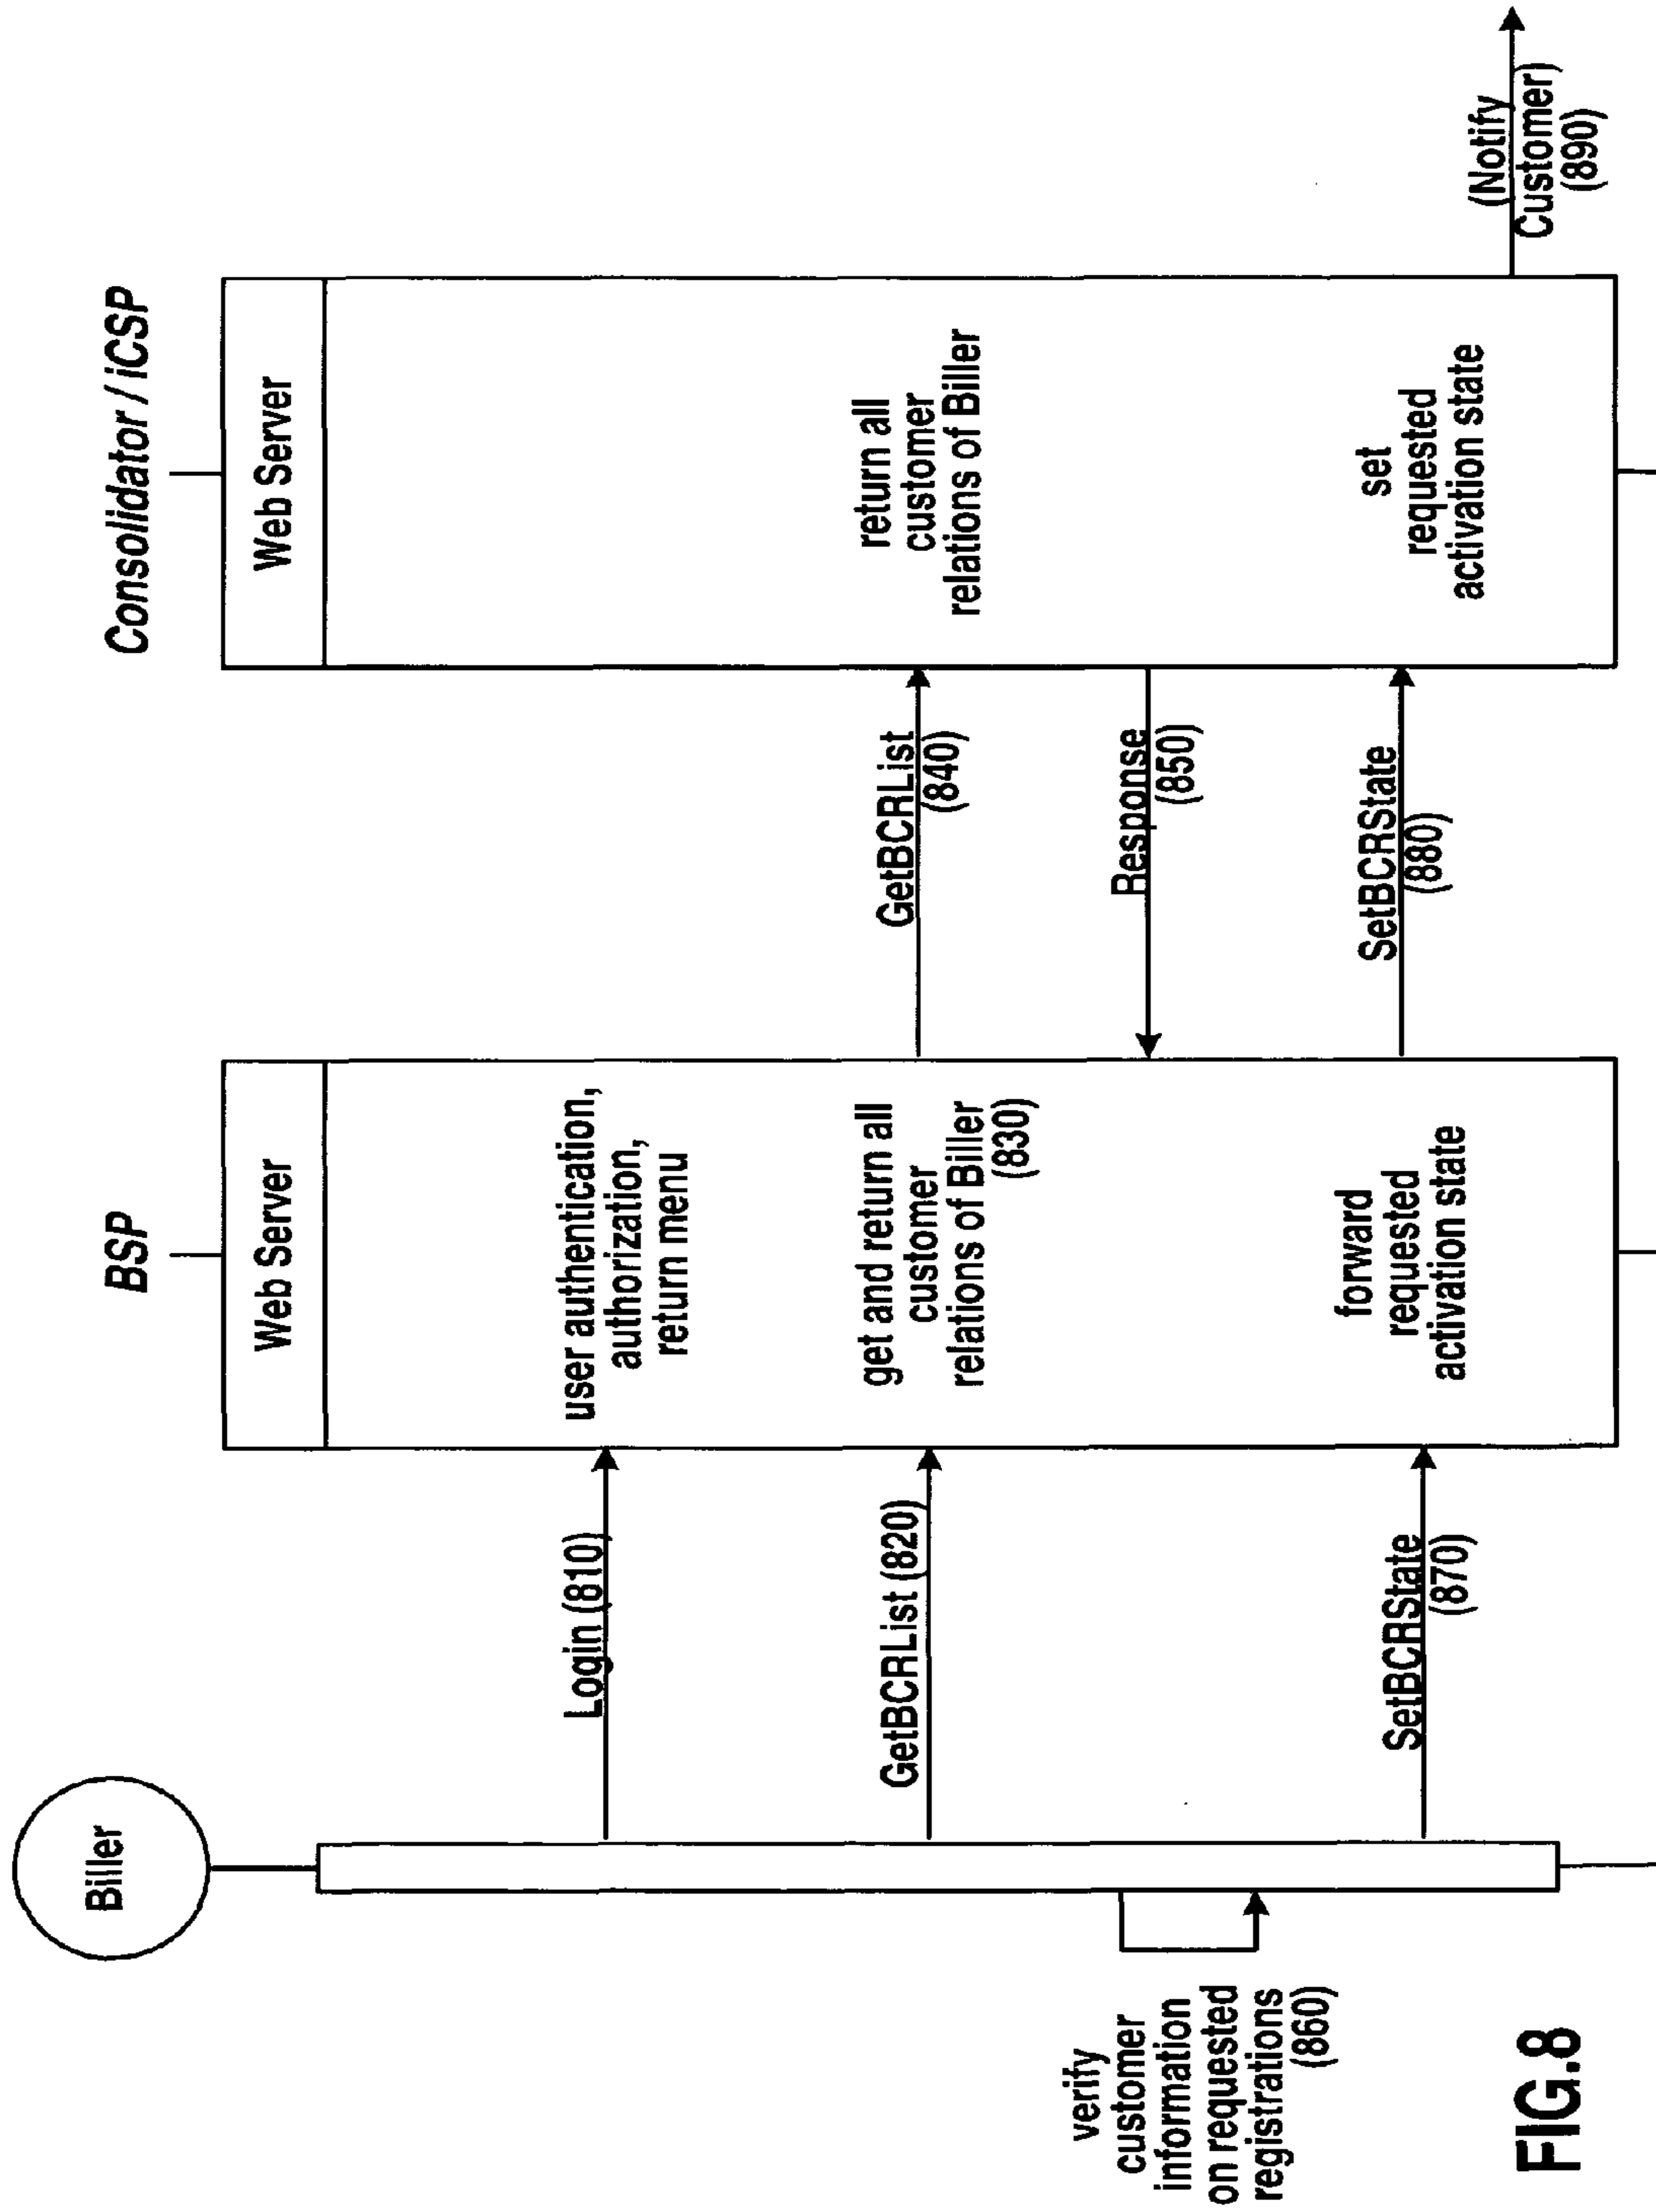 Biller
BSP
Consolidator / iCSP
Web Server
Web Server
Login (810)
user authentication,
authorization,
return menu
GetBCRList (820)
get and return all
customer
relations of Biller
(830)
GetBCRList
(840)
return all
customer
relations of Biller
Response
(850)
verify
customer
information
on requested
registrations
(860)
SetBCRState
(870)
forward
requested
activation state
SetBCRState
(880)
set
requested
activation state
(Notify
Customer)
(890)
FIG.8